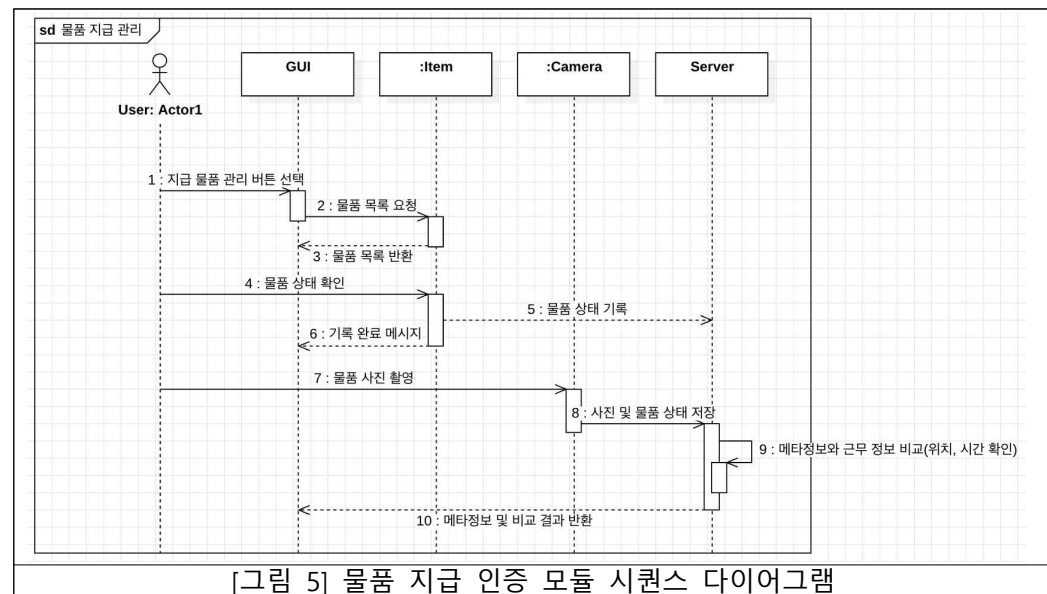 sd 물품 지급 관리
GUI
:Item
:Camera
Server
User: Actor1
1 : 지급 물품 관리 버튼 선택
2 : 물품 목록 요청
3 : 물품 목록 반환
4 : 물품 상태 확인
5 : 물품 상태 기록
6 : 기록 완료 메시지
7 : 물품 사진 촬영
8 : 사진 및 물품 상태 저장
9 : 메타정보와 근무 정보 비교(위치, 시간 확인)
10 : 메타정보 및 비교 결과 반환
[그림 5] 물품 지급 인증 모듈 시퀀스 다이어그램